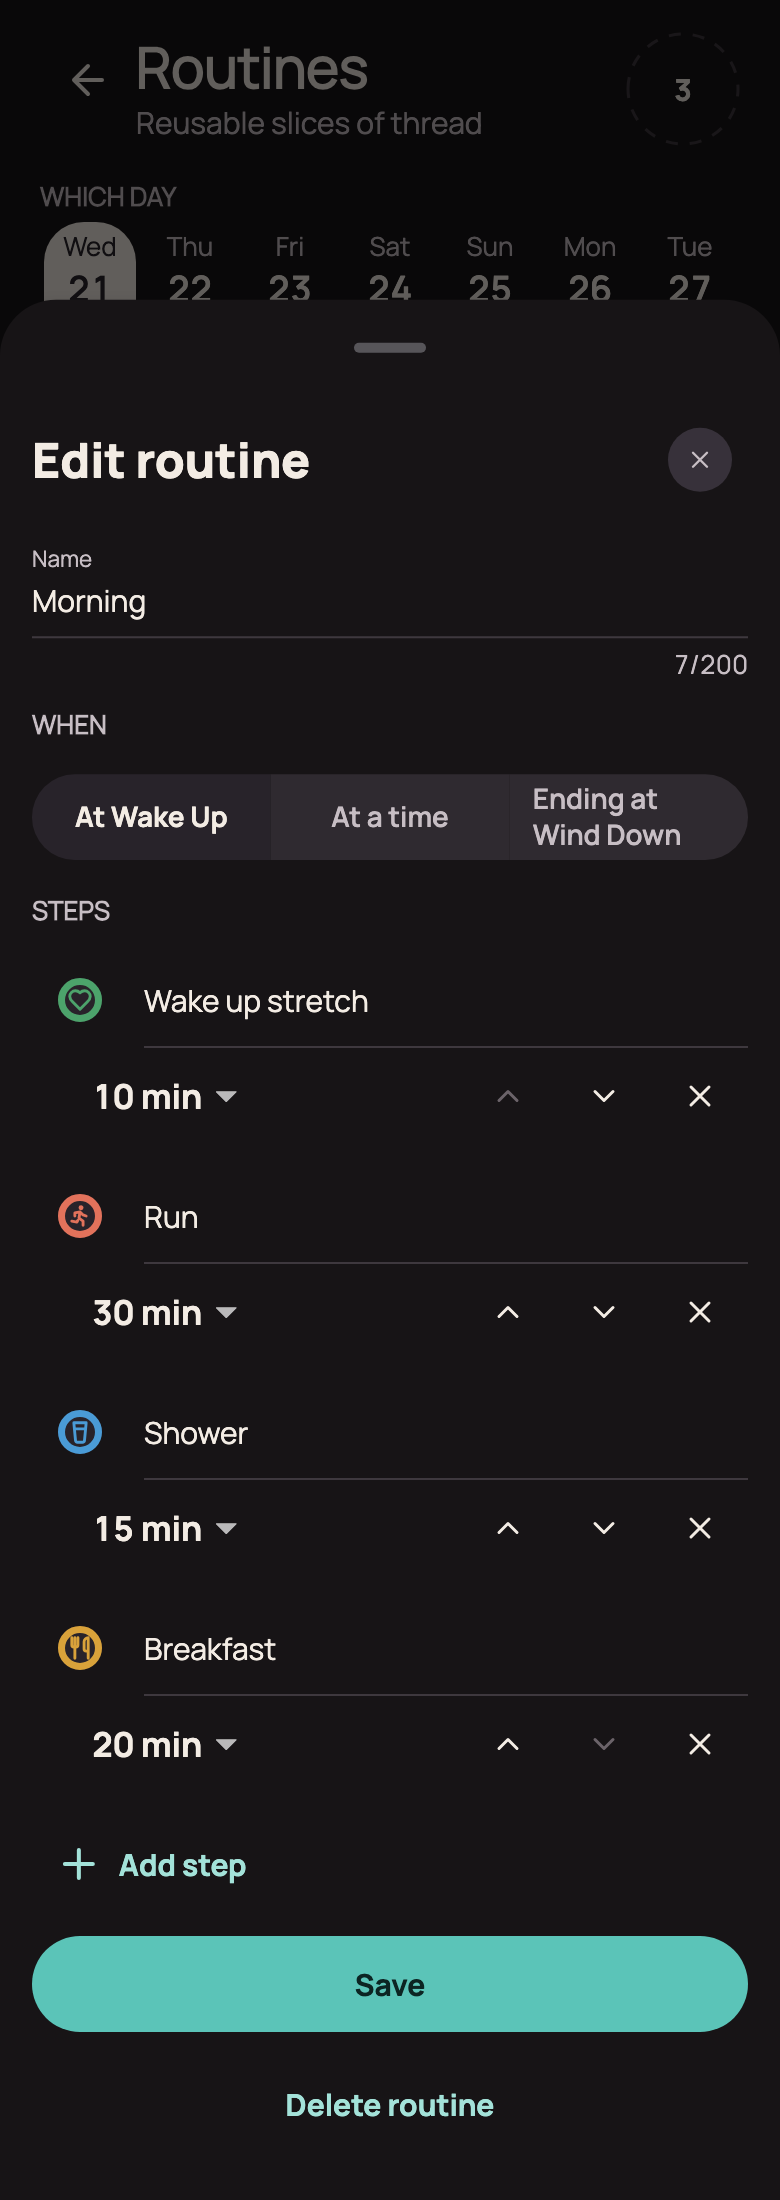 Routines
Reusable slices of thread
3
WHICH DAY
Wed Thu Fri Sat Sun Mon Tue
21 22 23 24 25 26 27
Edit routine
Name
Morning
7/200
WHEN
At Wake Up
At a time
Ending at
Wind Down
STEPS
Wake up stretch
10 min
Run
30 min
Shower
15 min
Breakfast
20 min
Add step
Save
Delete routine